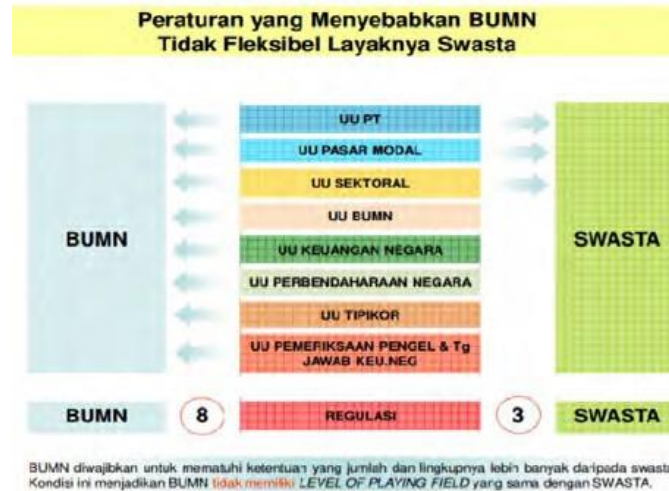 Peraturan yang Menyebabkan BUMN
Tidak Fleksibel Layaknya Swasta
UU PT
UU PASAR MODAL
UU SEKTORAL
UU BUMN
UU KEUANGAN NEGARA
UU PERBENDAHARAAN NEGARA
UU TIPIKOR
UU PEMERIKSAAN PENGEL & Tg
JAWAB KEU.NEG
BUMN
SWASTA
BUMN 8 REGULASI 3 SWASTA
BUMN diwajibkan untuk mematuhi ketentuan yang jumlah dan lingkupnya lebih banyak daripada swasta
Kondisi ini menjadikan BUMN tidak memiliki LEVEL OF PLAYING FIELD yang sama dengan SWASTA.